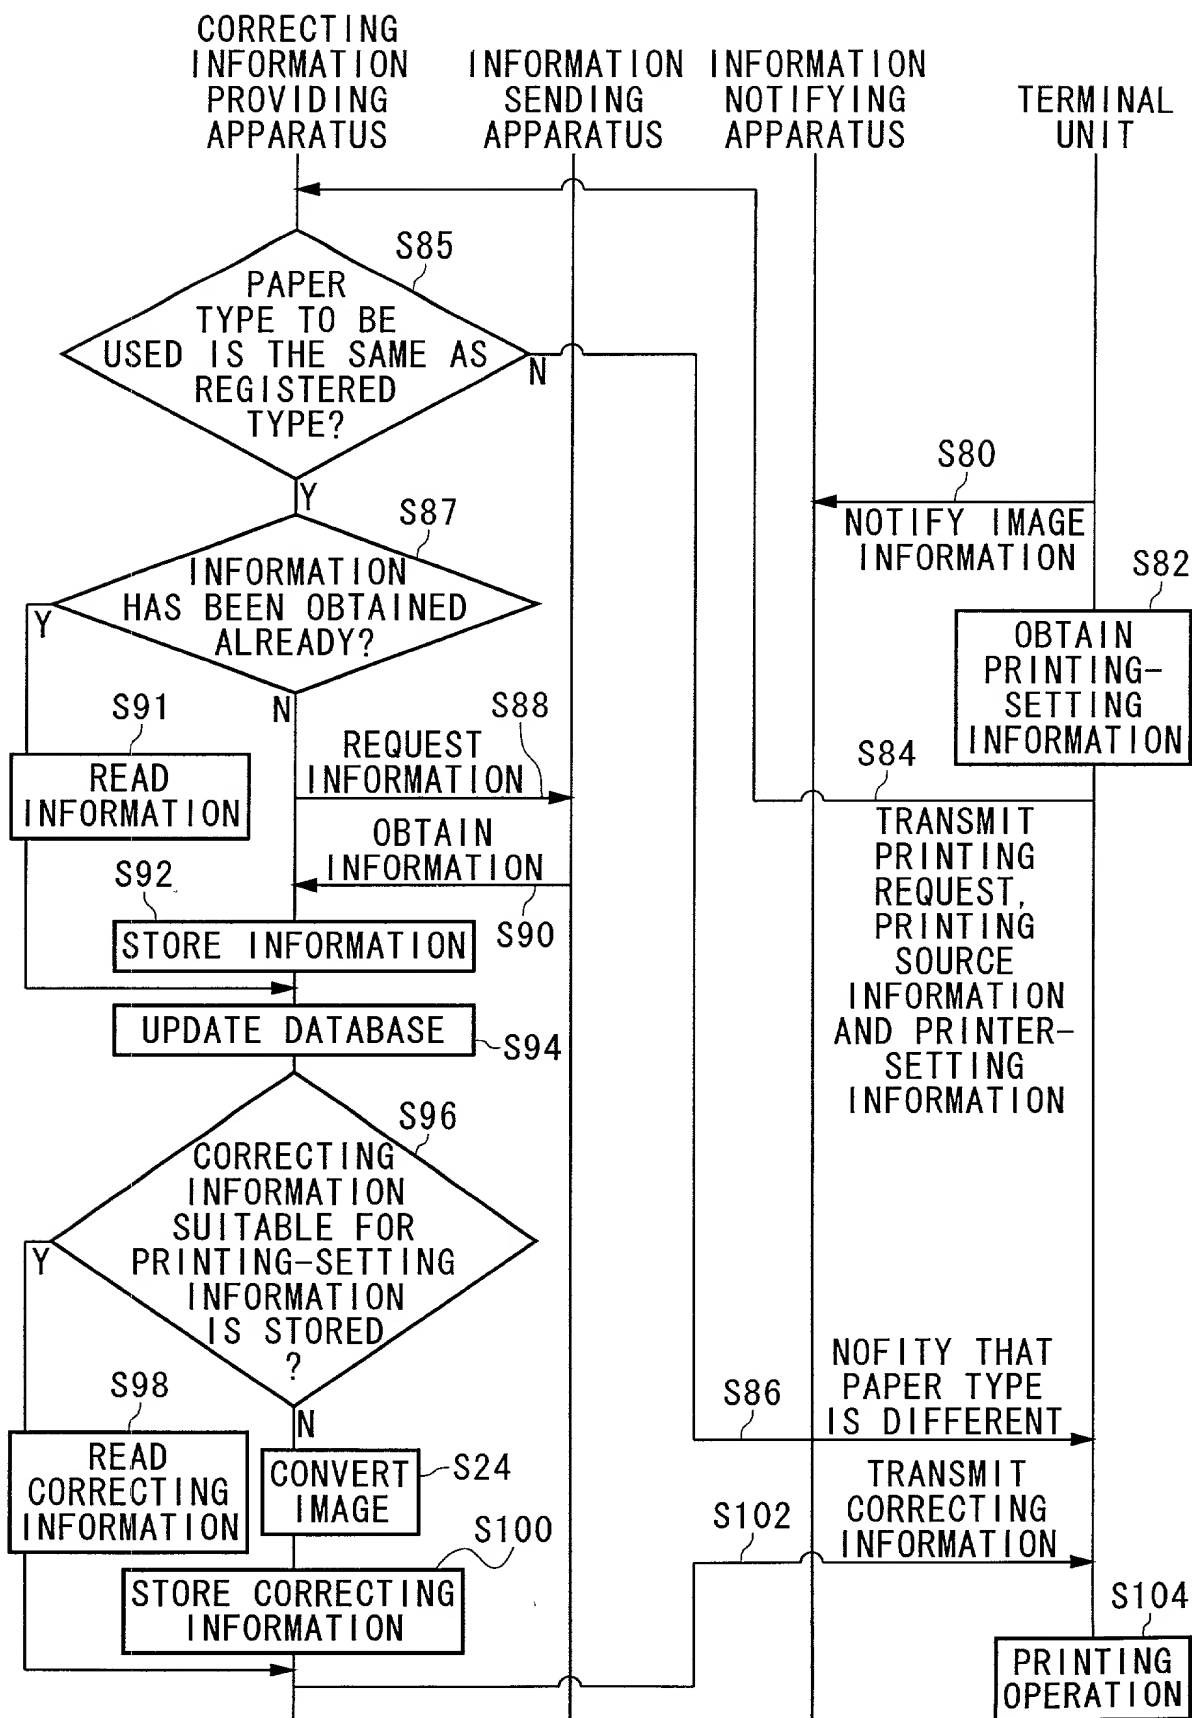 CORRECTING
INFORMATION
PROVIDING
APPARATUS
INFORMATION
SENDING
APPARATUS
INFORMATION
NOTIFYING
APPARATUS
TERMINAL
UNIT
S85
PAPER
TYPE TO BE
USED IS THE SAME AS
REGISTERED
TYPE?
N
Y
S80
NOTIFY IMAGE
INFORMATION
S87
INFORMATION
HAS BEEN OBTAINED
ALREADY?
Y
N
S82
OBTAIN
PRINTING-
SETTING
INFORMATION
S91
READ
INFORMATION
S88
REQUEST
INFORMATION
S84
TRANSMIT
PRINTING
REQUEST,
PRINTING
SOURCE
INFORMATION
AND PRINTER-
SETTING
INFORMATION
OBTAIN
INFORMATION
S90
S92
STORE INFORMATION
UPDATE DATABASE
S94
S96
CORRECTING
INFORMATION
SUITABLE FOR
PRINTING-SETTING
INFORMATION
IS STORED
?
Y
N
S98
READ
CORRECTING
INFORMATION
CONVERT
IMAGE
S24
S86
NOFITY THAT
PAPER TYPE
IS DIFFERENT
S100
STORE CORRECTING
INFORMATION
S102
TRANSMIT
CORRECTING
INFORMATION
S104
PRINTING
OPERATION